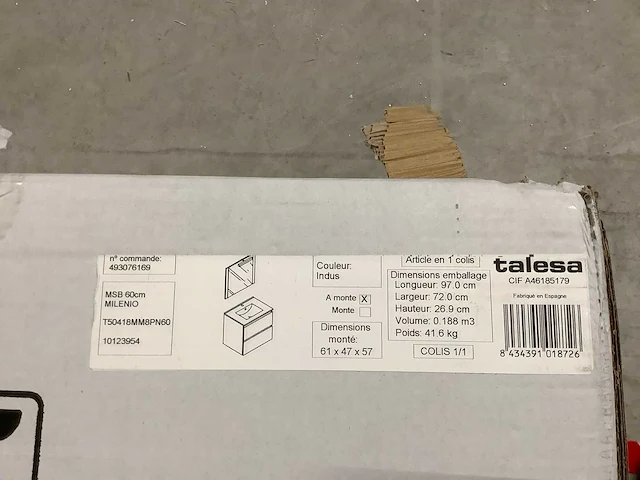 n° commande:
493076169
MSB 60cm
MILENIO
T50418MM8PN60
10123954
Couleur:
Indus
A monte X
Monte
Dimensions
monté:
61 x 47 x 57
Article en 1 colis
Dimensions emballage
Longueur: 97.0 cm
Largeur: 72.0 cm
Hauteur: 26.9 cm
Volume: 0.188 m3
Poids: 41.6 kg
COLIS 1/1
talesa
CIF A46185179
Fabriqué en Espagne
8 434391 018726